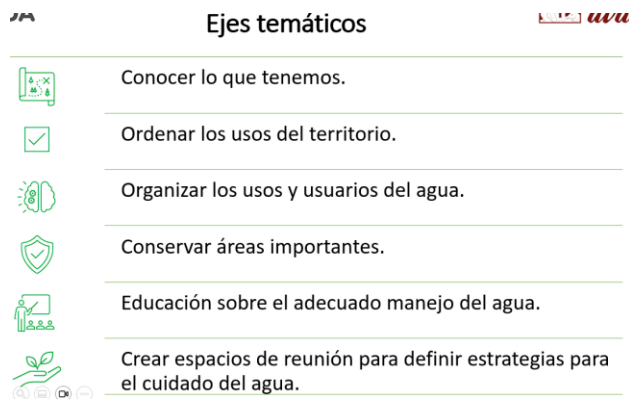 Ejes temáticos
Conocer lo que tenemos.
Ordenar los usos del territorio.
Organizar los usos y usuarios del agua.
Conservar áreas importantes.
Educación sobre el adecuado manejo del agua.
Crear espacios de reunión para definir estrategias para
el cuidado del agua.